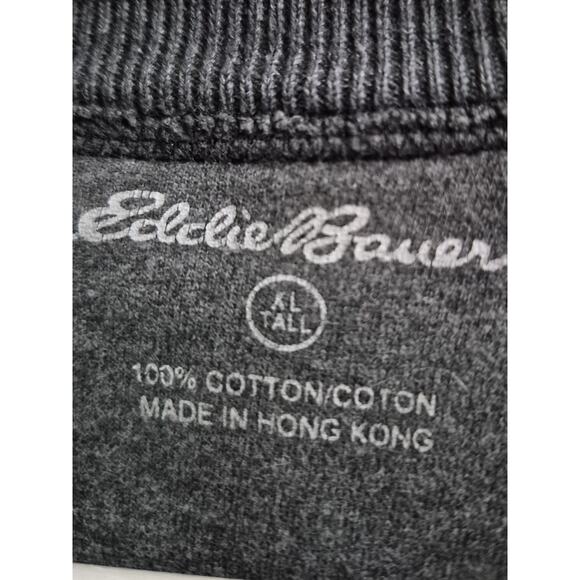 Eddie Bauer
XL
TALL
100% COTTON/COTON
MADE IN HONG KONG